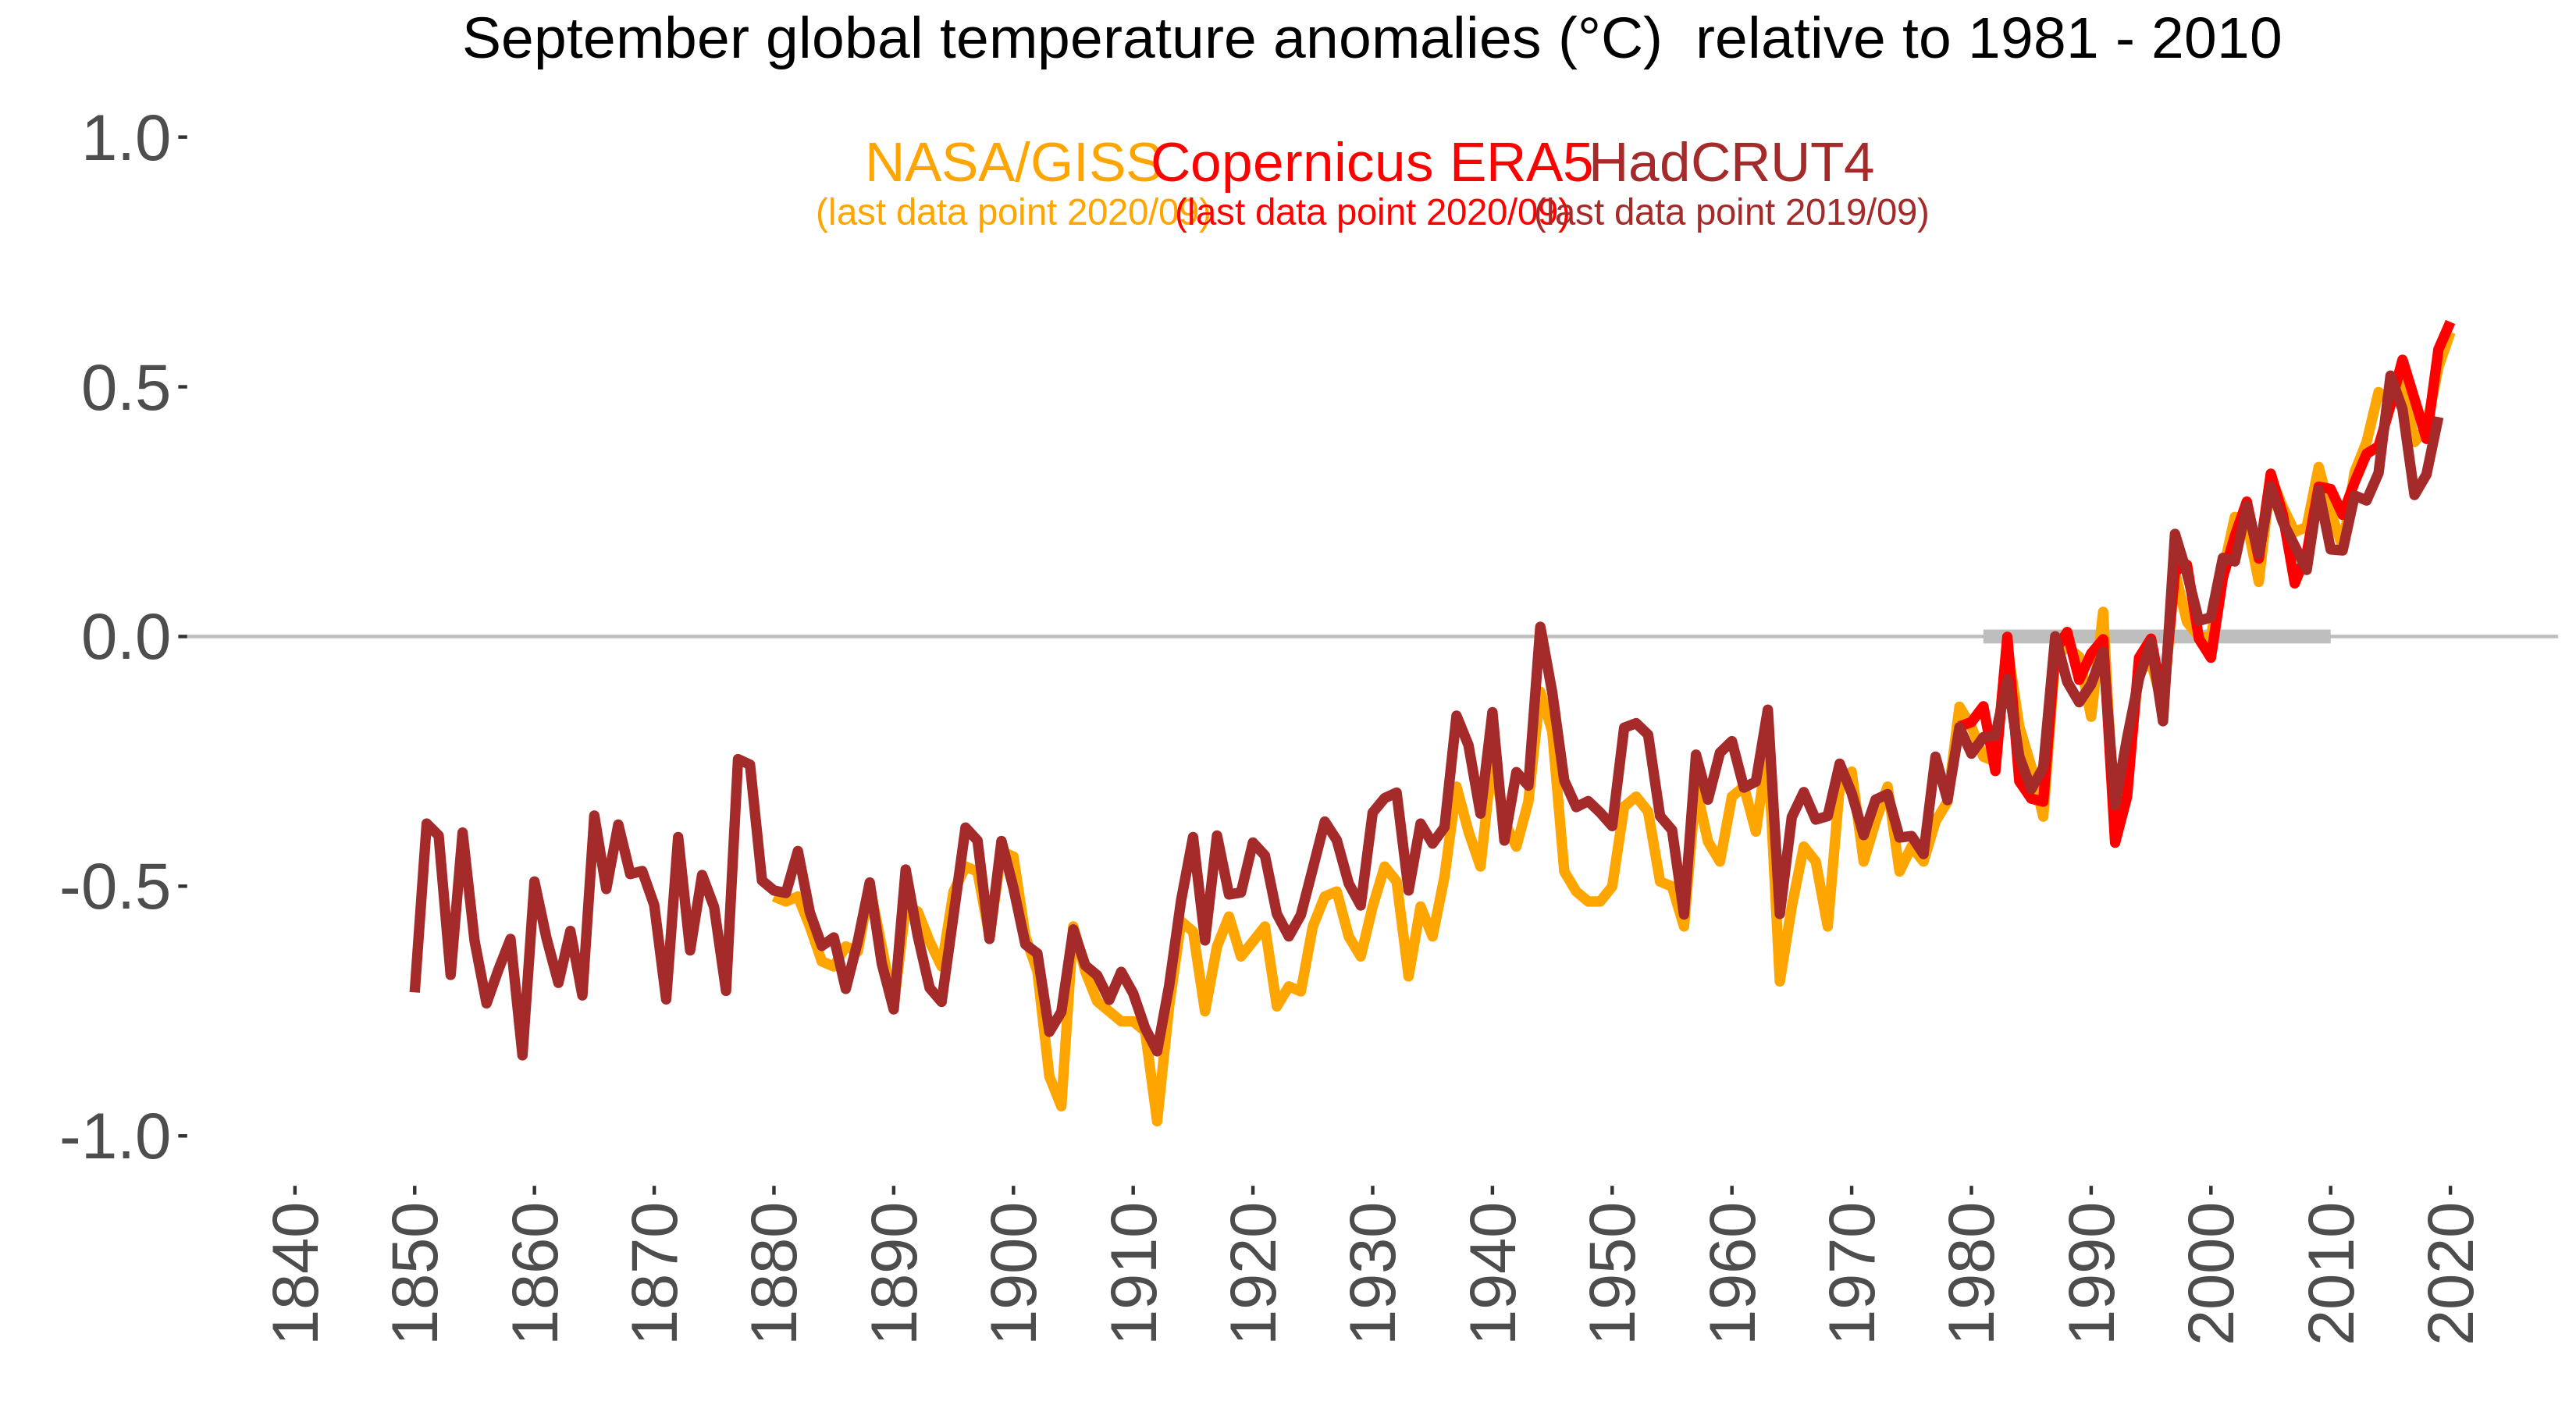 September global temperature anomalies (°C)  relative to 1981 - 2010
1.0
NASA/GISS Copernicus ERA5 HadCRUT4
(last data point 2020/09) (last data point 2020/09) (last data point 2019/09)
0.5
0.0
-0.5
-1.0
1840 1850 1860 1870 1880 1890 1900 1910 1920 1930 1940 1950 1960 1970 1980 1990 2000 2010 2020